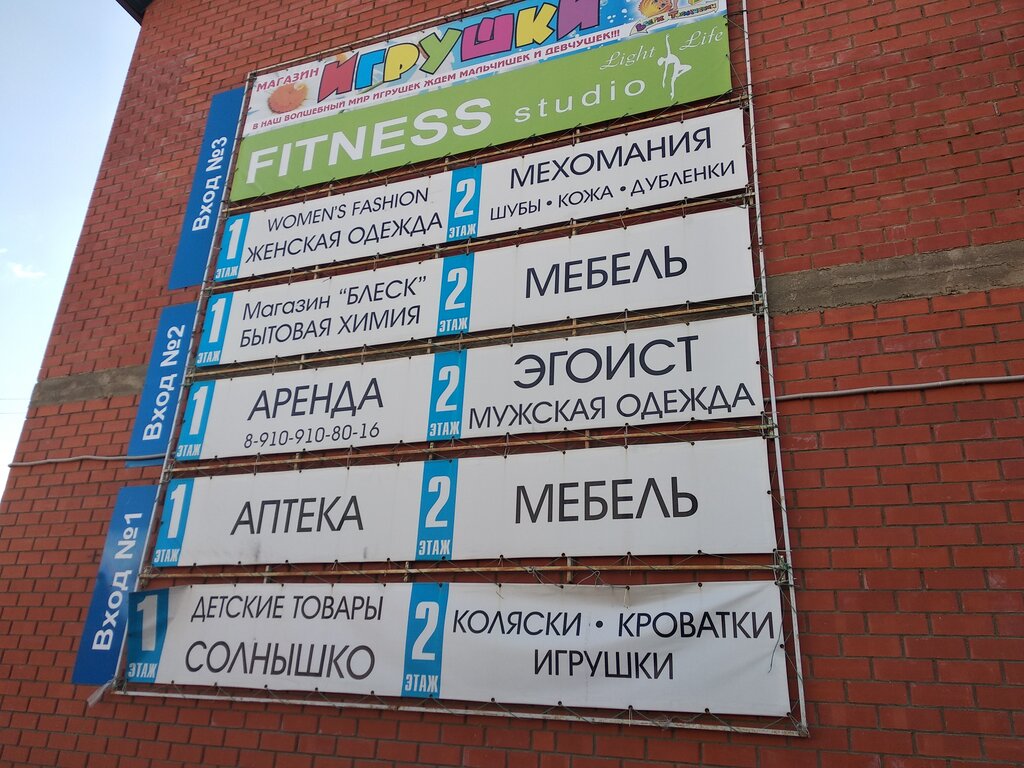 МАГАЗИН ИГРУШКИ
В НАШ ВОЛШЕБНЫЙ МИР ИГРУШЕК ЖДЕМ МАЛЬЧИШЕК И ДЕВЧУШЕК!!!
FITNESS studio Light Life
Вход №3
1 ЭТАЖ
WOMEN'S FASHION
ЖЕНСКАЯ ОДЕЖДА
2 ЭТАЖ
МЕХОМАНИЯ
ШУБЫ • КОЖА • ДУБЛЕНКИ
Вход №2
1 ЭТАЖ
Магазин “БЛЕСК”
БЫТОВАЯ ХИМИЯ
2 ЭТАЖ
МЕБЕЛЬ
1 ЭТАЖ
АРЕНДА
8-910-910-80-16
2 ЭТАЖ
ЭГОИСТ
МУЖСКАЯ ОДЕЖДА
Вход №1
1 ЭТАЖ
АПТЕКА
2 ЭТАЖ
МЕБЕЛЬ
1 ЭТАЖ
ДЕТСКИЕ ТОВАРЫ
СОЛНЫШКО
2 ЭТАЖ
КОЛЯСКИ • КРОВАТКИ
ИГРУШКИ